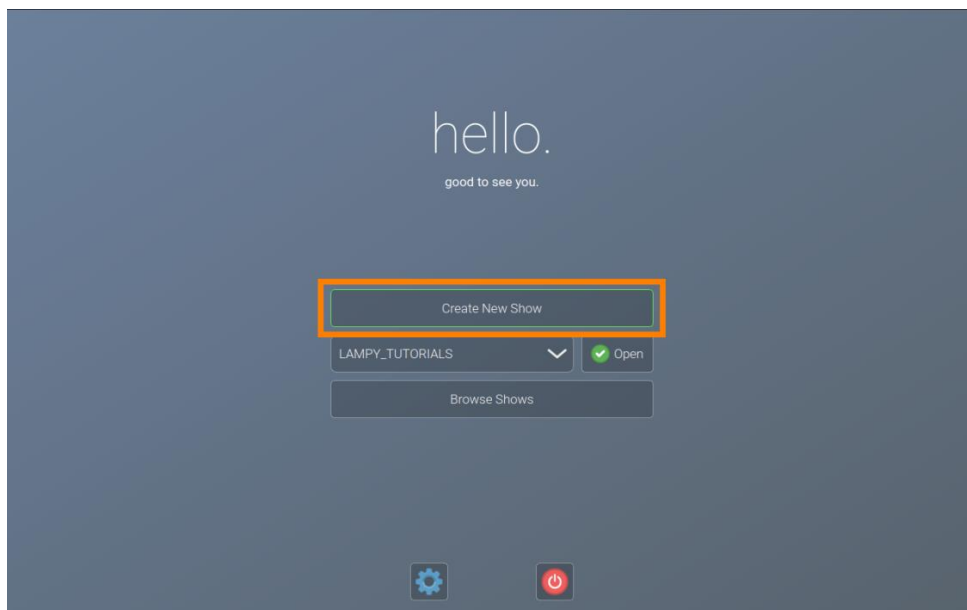 hello.
good to see you.
Create New Show
LAMPY_TUTORIALS
Open
Browse Shows